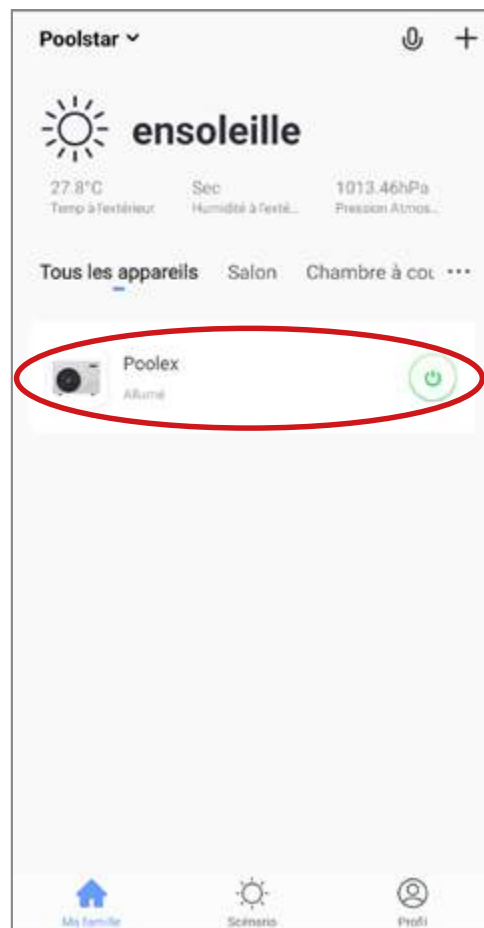 Poolstar
ensoleille
27.8°C Sec 1013.46hPa
Temp à l'extérieur Humidité à l'exté... Pression Atmos...
Tous les appareils Salon Chambre à cou ...
Poolex
Allumé
Ma famille Scénario Profil